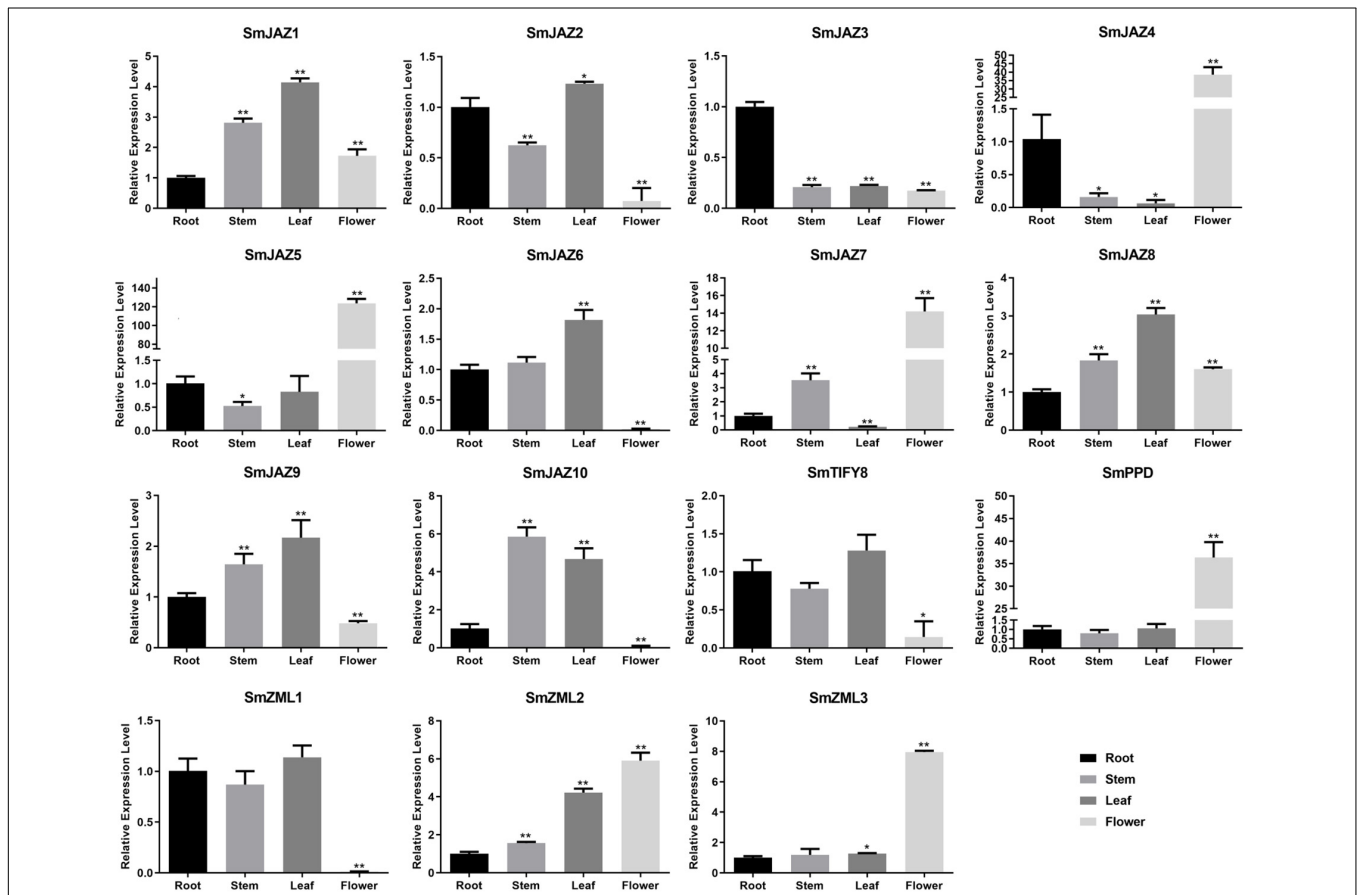 SmJAZ1
SmJAZ2
SmJAZ3
SmJAZ4
Relative Expression Level
5
4
3
2
1
0
**
**
**
Root Stem Leaf Flower
Relative Expression Level
1.5
1.0
0.5
0.0
**
*
**
Root Stem Leaf Flower
Relative Expression Level
1.5
1.0
0.5
0.0
**
**
**
Root Stem Leaf Flower
Relative Expression Level
50
45
40
35
30
25
1.5
1.0
0.5
0.0
*
*
**
Root Stem Leaf Flower
SmJAZ5
SmJAZ6
SmJAZ7
SmJAZ8
Relative Expression Level
140
120
100
80
1.5
1.0
0.5
0.0
*
**
Root Stem Leaf Flower
Relative Expression Level
2.5
2.0
1.5
1.0
0.5
0.0
**
**
Root Stem Leaf Flower
Relative Expression Level
18
16
14
12
10
5
4
3
2
1
0
**
**
**
Root Stem Leaf Flower
Relative Expression Level
4
3
2
1
0
**
**
**
Root Stem Leaf Flower
SmJAZ9
SmJAZ10
SmTIFY8
SmPPD
Relative Expression Level
3
2
1
0
**
**
**
Root Stem Leaf Flower
Relative Expression Level
8
6
4
2
0
**
**
**
Root Stem Leaf Flower
Relative Expression Level
2.0
1.5
1.0
0.5
0.0
*
Root Stem Leaf Flower
Relative Expression Level
50
45
40
35
30
25
1.5
1.0
0.5
0.0
**
Root Stem Leaf Flower
SmZML1
SmZML2
SmZML3
Relative Expression Level
1.5
1.0
0.5
0.0
**
Root Stem Leaf Flower
Relative Expression Level
8
6
4
2
0
**
**
**
Root Stem Leaf Flower
Relative Expression Level
10
8
6
4
2
0
*
**
Root Stem Leaf Flower
Root
Stem
Leaf
Flower